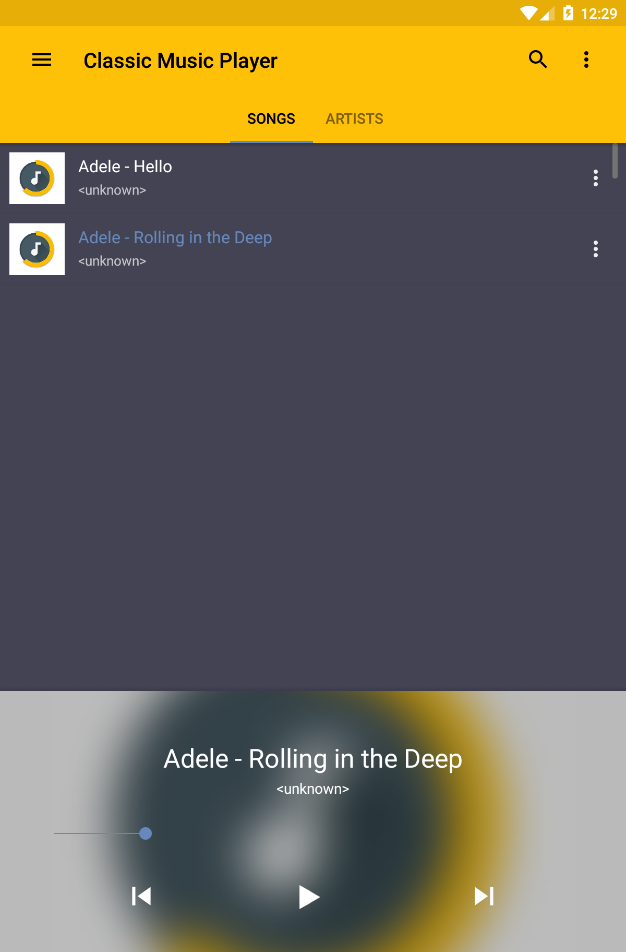 12:29
Classic Music Player
SONGS ARTISTS
Adele - Hello
<unknown>
Adele - Rolling in the Deep
<unknown>
Adele - Rolling in the Deep
<unknown>